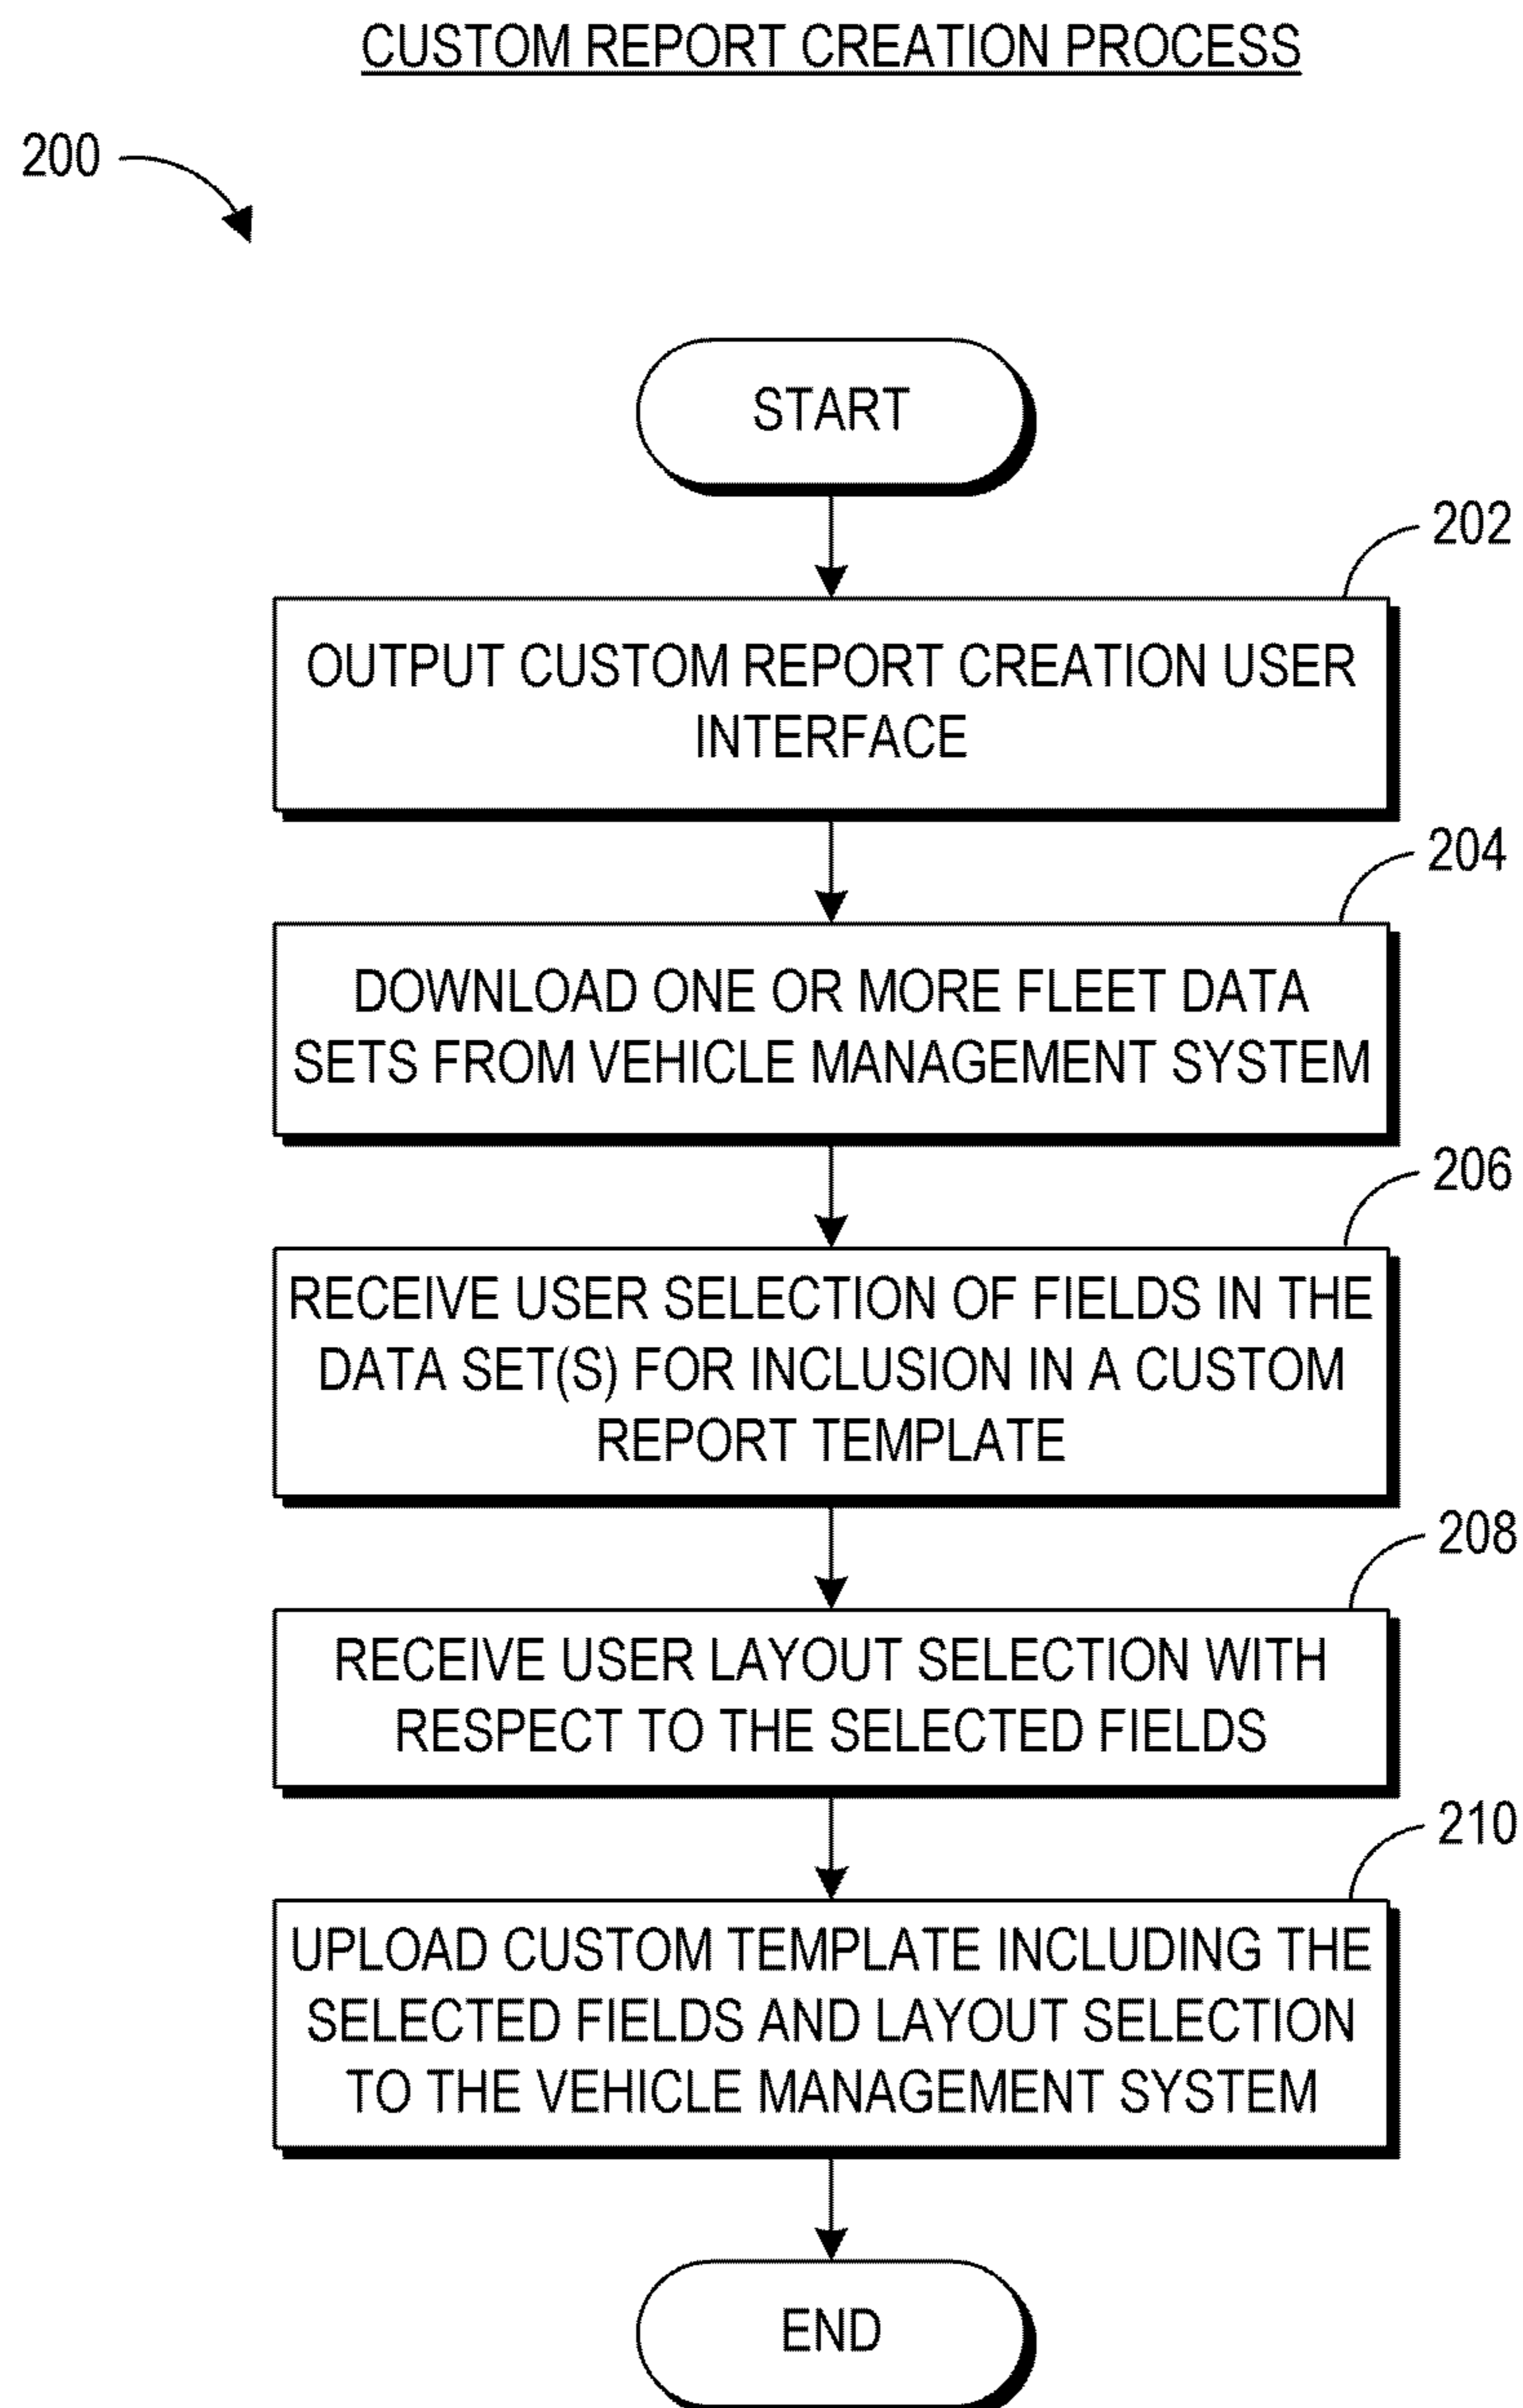 CUSTOM REPORT CREATION PROCESS
200
START
202
OUTPUT CUSTOM REPORT CREATION USER
INTERFACE
204
DOWNLOAD ONE OR MORE FLEET DATA
SETS FROM VEHICLE MANAGEMENT SYSTEM
206
RECEIVE USER SELECTION OF FIELDS IN THE
DATA SET(S) FOR INCLUSION IN A CUSTOM
REPORT TEMPLATE
208
RECEIVE USER LAYOUT SELECTION WITH
RESPECT TO THE SELECTED FIELDS
210
UPLOAD CUSTOM TEMPLATE INCLUDING THE
SELECTED FIELDS AND LAYOUT SELECTION
TO THE VEHICLE MANAGEMENT SYSTEM
END